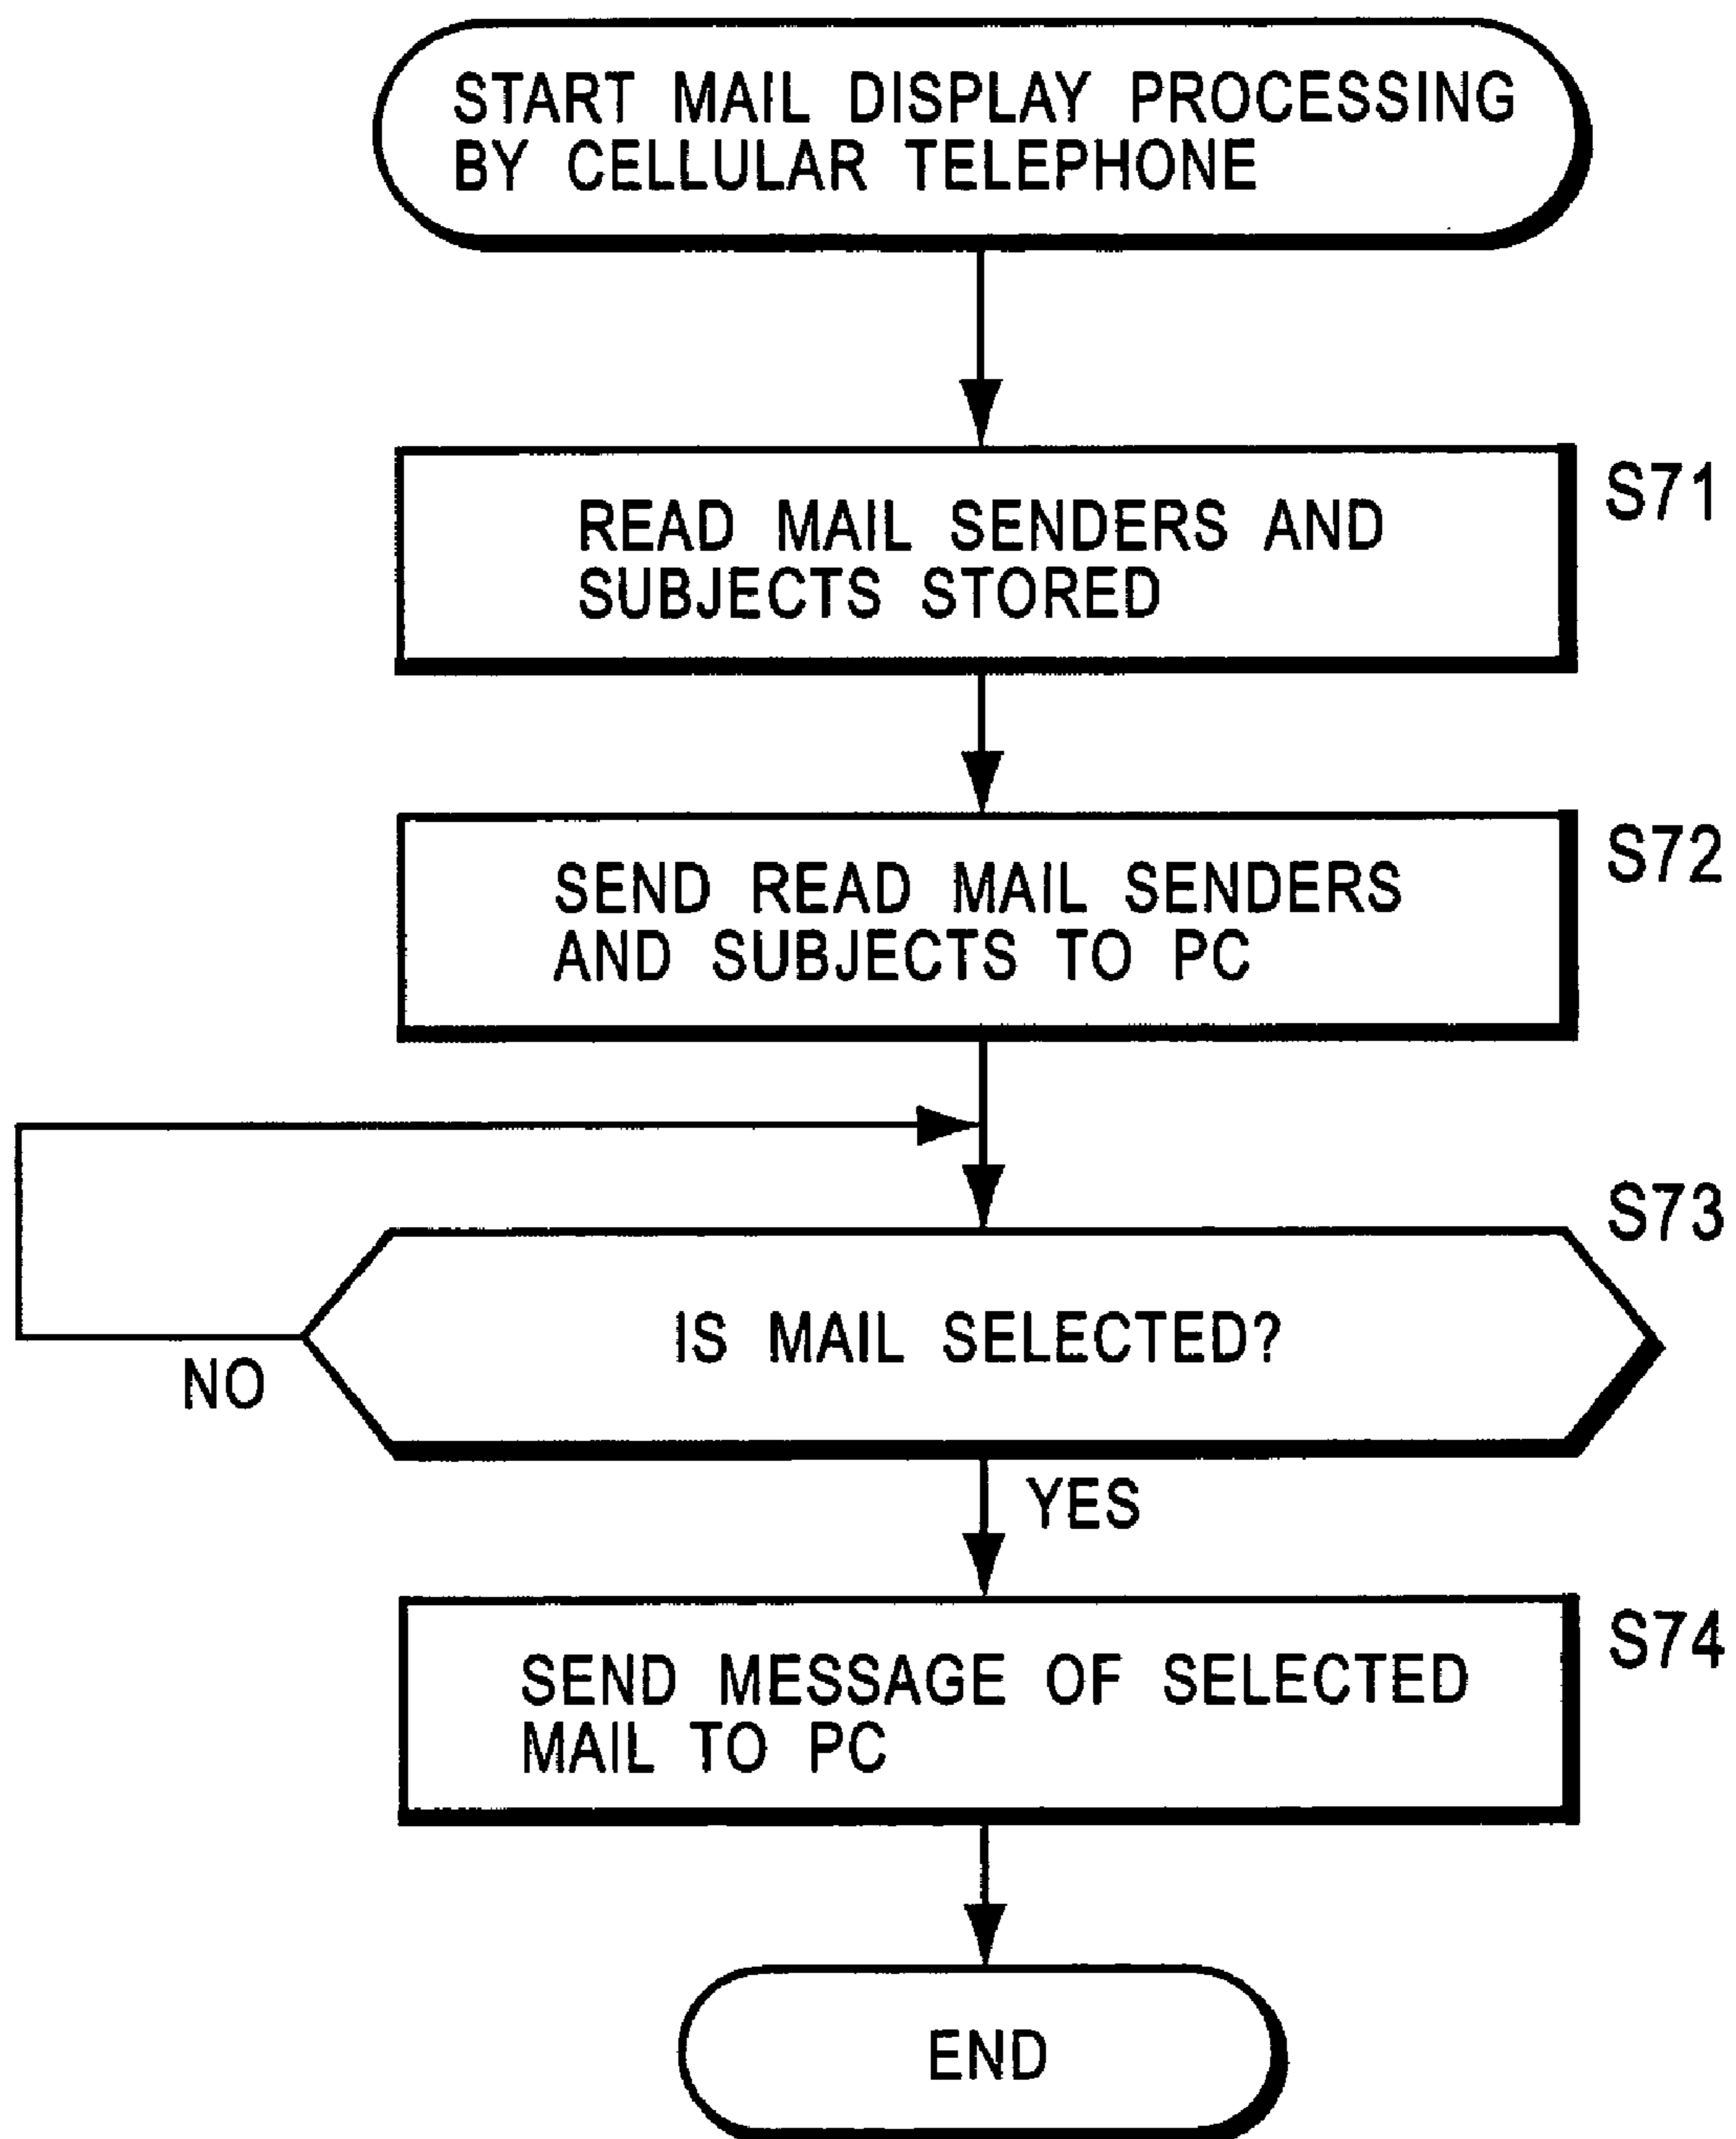 START MAIL DISPLAY PROCESSING
BY CELLULAR TELEPHONE
S71
READ MAIL SENDERS AND
SUBJECTS STORED
S72
SEND READ MAIL SENDERS
AND SUBJECTS TO PC
S73
IS MAIL SELECTED?
NO
YES
S74
SEND MESSAGE OF SELECTED
MAIL TO PC
END